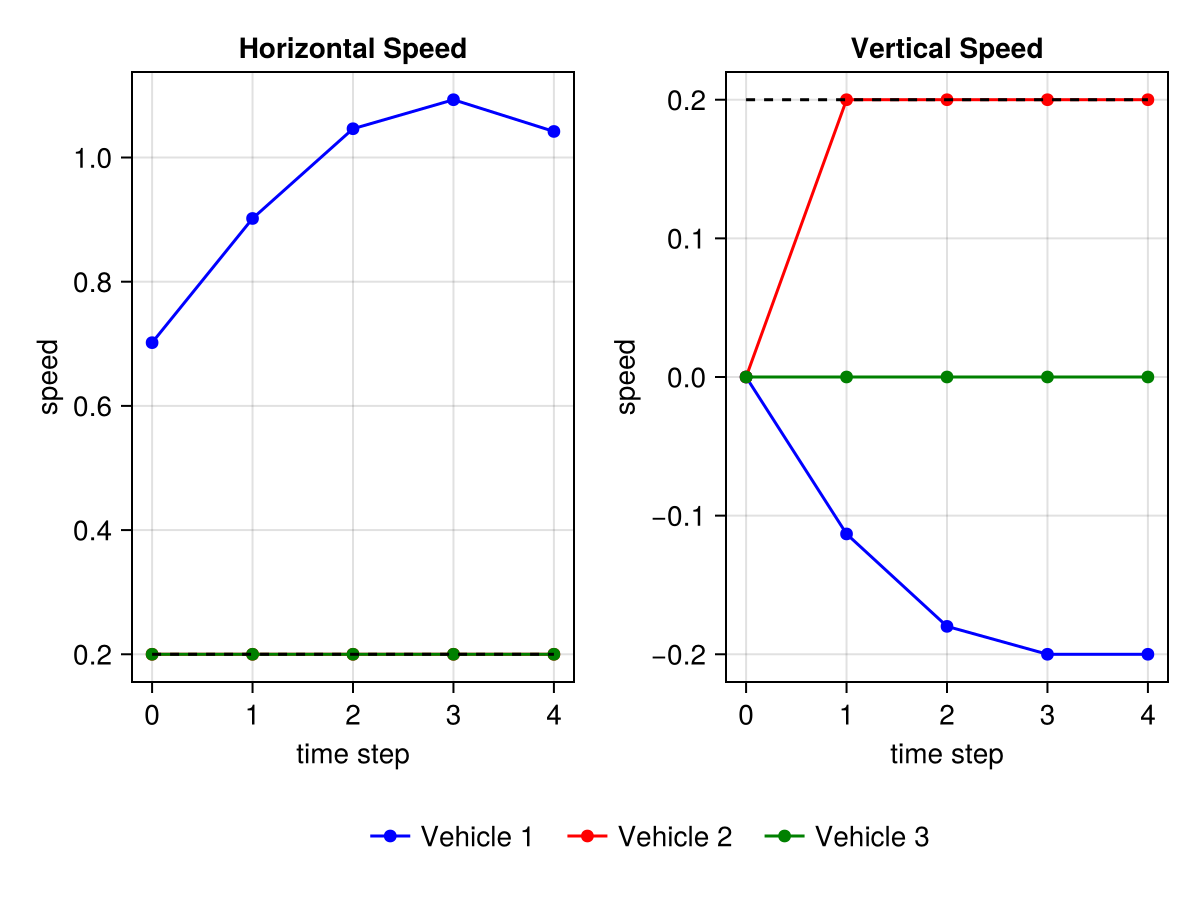 Horizontal Speed
1.0
0.8
0.6
0.4
0.2
speed
0 1 2 3 4
time step
Vertical Speed
0.2
0.1
0.0
−0.1
−0.2
speed
0 1 2 3 4
time step
Vehicle 1 Vehicle 2 Vehicle 3